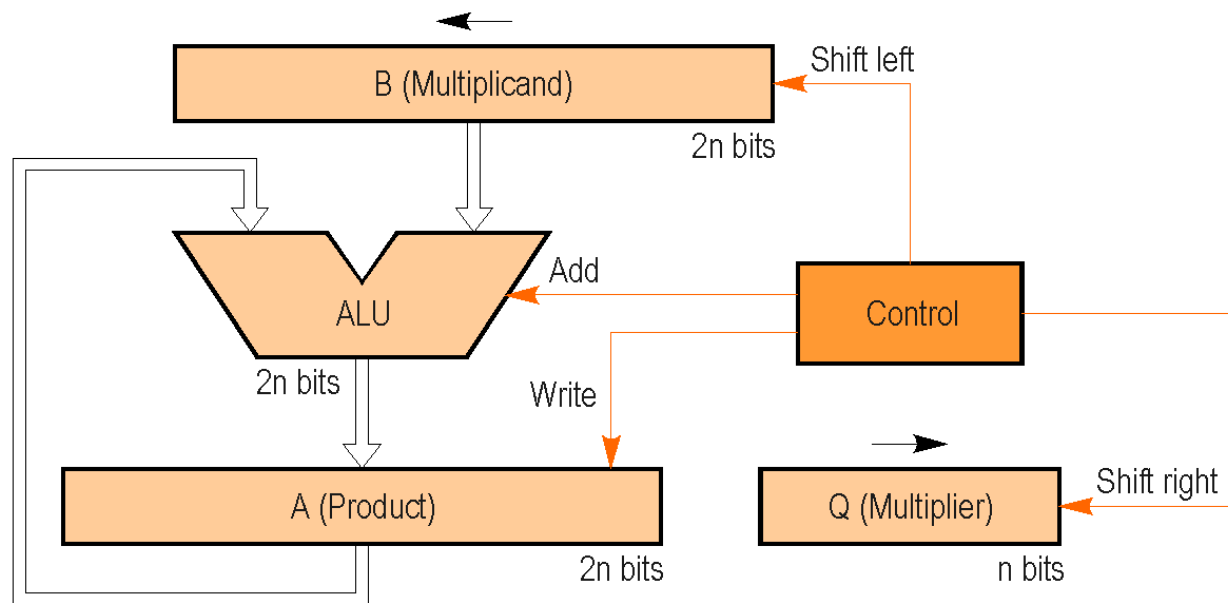 Shift left
B (Multiplicand)
2n bits
Add
ALU
Control
2n bits
Write
A (Product)
Q (Multiplier)
Shift right
2n bits
n bits